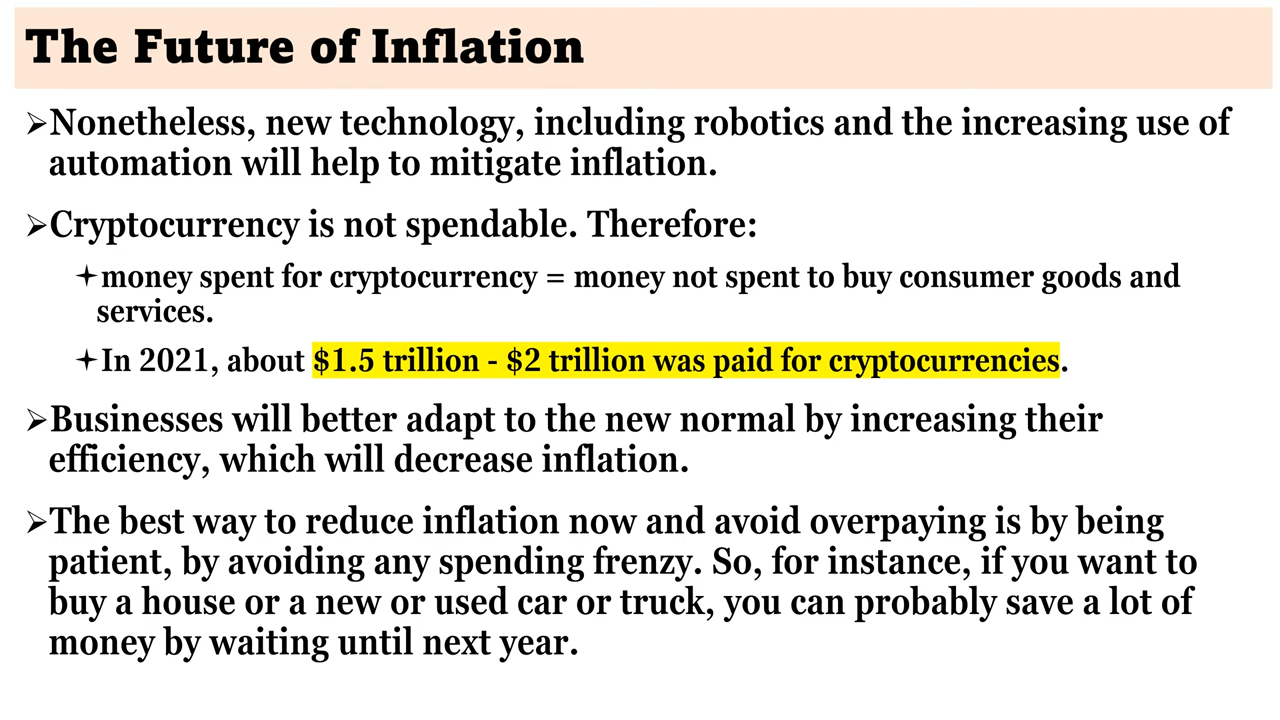 The Future of Inflation
➢Nonetheless, new technology, including robotics and the increasing use of
automation will help to mitigate inflation.
➢Cryptocurrency is not spendable. Therefore:
✦money spent for cryptocurrency = money not spent to buy consumer goods and
services.
✦In 2021, about $1.5 trillion - $2 trillion was paid for cryptocurrencies.
➢Businesses will better adapt to the new normal by increasing their
efficiency, which will decrease inflation.
➢The best way to reduce inflation now and avoid overpaying is by being
patient, by avoiding any spending frenzy. So, for instance, if you want to
buy a house or a new or used car or truck, you can probably save a lot of
money by waiting until next year.